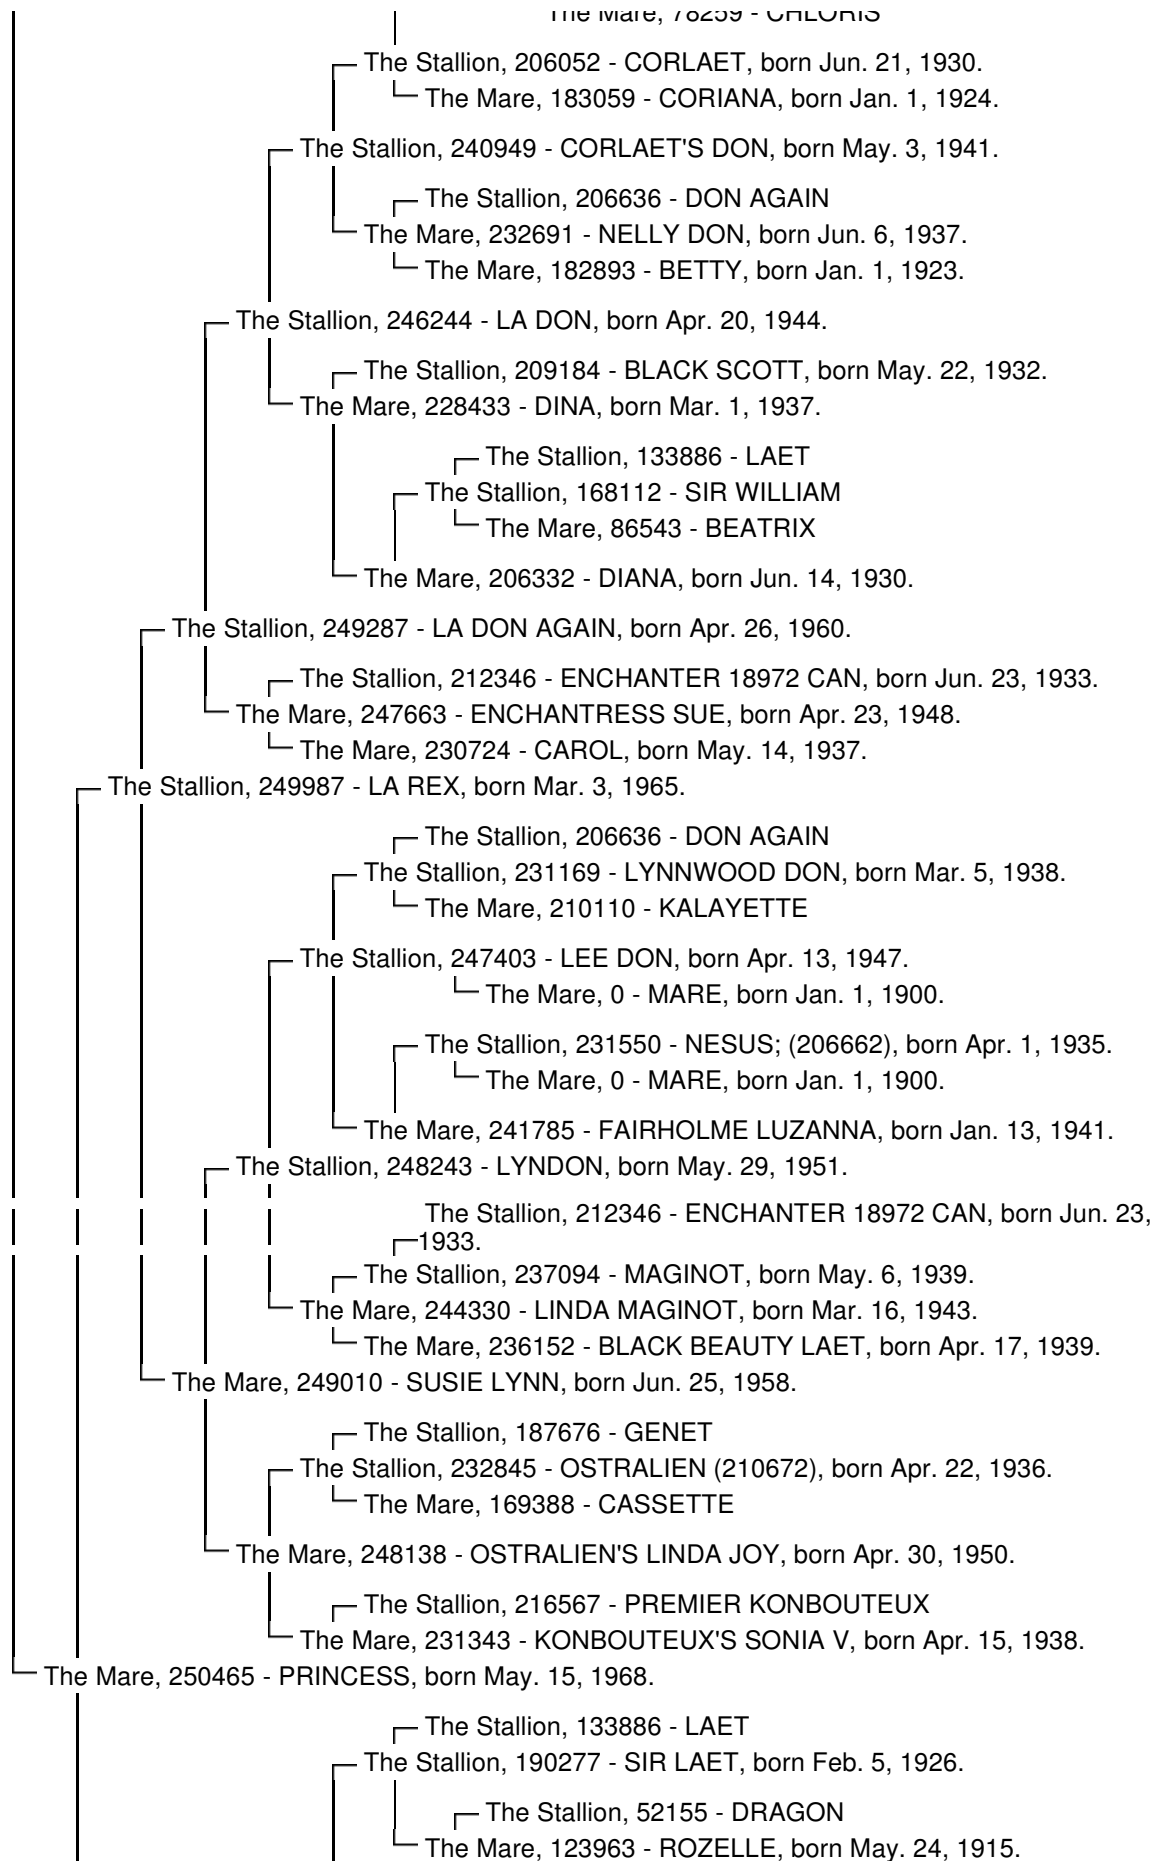 The Mare, 78259 - CHLORIS
The Stallion, 206052 - CORLAET, born Jun. 21, 1930.
The Mare, 183059 - CORIANA, born Jan. 1, 1924.
The Stallion, 240949 - CORLAET'S DON, born May. 3, 1941.
The Stallion, 206636 - DON AGAIN
The Mare, 232691 - NELLY DON, born Jun. 6, 1937.
The Mare, 182893 - BETTY, born Jan. 1, 1923.
The Stallion, 246244 - LA DON, born Apr. 20, 1944.
The Stallion, 209184 - BLACK SCOTT, born May. 22, 1932.
The Mare, 228433 - DINA, born Mar. 1, 1937.
The Stallion, 133886 - LAET
The Stallion, 168112 - SIR WILLIAM
The Mare, 86543 - BEATRIX
The Mare, 206332 - DIANA, born Jun. 14, 1930.
The Stallion, 249287 - LA DON AGAIN, born Apr. 26, 1960.
The Stallion, 212346 - ENCHANTER 18972 CAN, born Jun. 23, 1933.
The Mare, 247663 - ENCHANTRESS SUE, born Apr. 23, 1948.
The Mare, 230724 - CAROL, born May. 14, 1937.
The Stallion, 249987 - LA REX, born Mar. 3, 1965.
The Stallion, 206636 - DON AGAIN
The Stallion, 231169 - LYNNWOOD DON, born Mar. 5, 1938.
The Mare, 210110 - KALAYETTE
The Stallion, 247403 - LEE DON, born Apr. 13, 1947.
The Mare, 0 - MARE, born Jan. 1, 1900.
The Stallion, 231550 - NESUS; (206662), born Apr. 1, 1935.
The Mare, 0 - MARE, born Jan. 1, 1900.
The Mare, 241785 - FAIRHOLME LUZANNA, born Jan. 13, 1941.
The Stallion, 248243 - LYNDON, born May. 29, 1951.
The Stallion, 212346 - ENCHANTER 18972 CAN, born Jun. 23,
1933.
The Stallion, 237094 - MAGINOT, born May. 6, 1939.
The Mare, 244330 - LINDA MAGINOT, born Mar. 16, 1943.
The Mare, 236152 - BLACK BEAUTY LAET, born Apr. 17, 1939.
The Mare, 249010 - SUSIE LYNN, born Jun. 25, 1958.
The Stallion, 187676 - GENET
The Stallion, 232845 - OSTRALIEN (210672), born Apr. 22, 1936.
The Mare, 169388 - CASSETTE
The Mare, 248138 - OSTRALIEN'S LINDA JOY, born Apr. 30, 1950.
The Stallion, 216567 - PREMIER KONBOUTEUX
The Mare, 231343 - KONBOUTEUX'S SONIA V, born Apr. 15, 1938.
The Mare, 250465 - PRINCESS, born May. 15, 1968.
The Stallion, 133886 - LAET
The Stallion, 190277 - SIR LAET, born Feb. 5, 1926.
The Stallion, 52155 - DRAGON
The Mare, 123963 - ROZELLE, born May. 24, 1915.